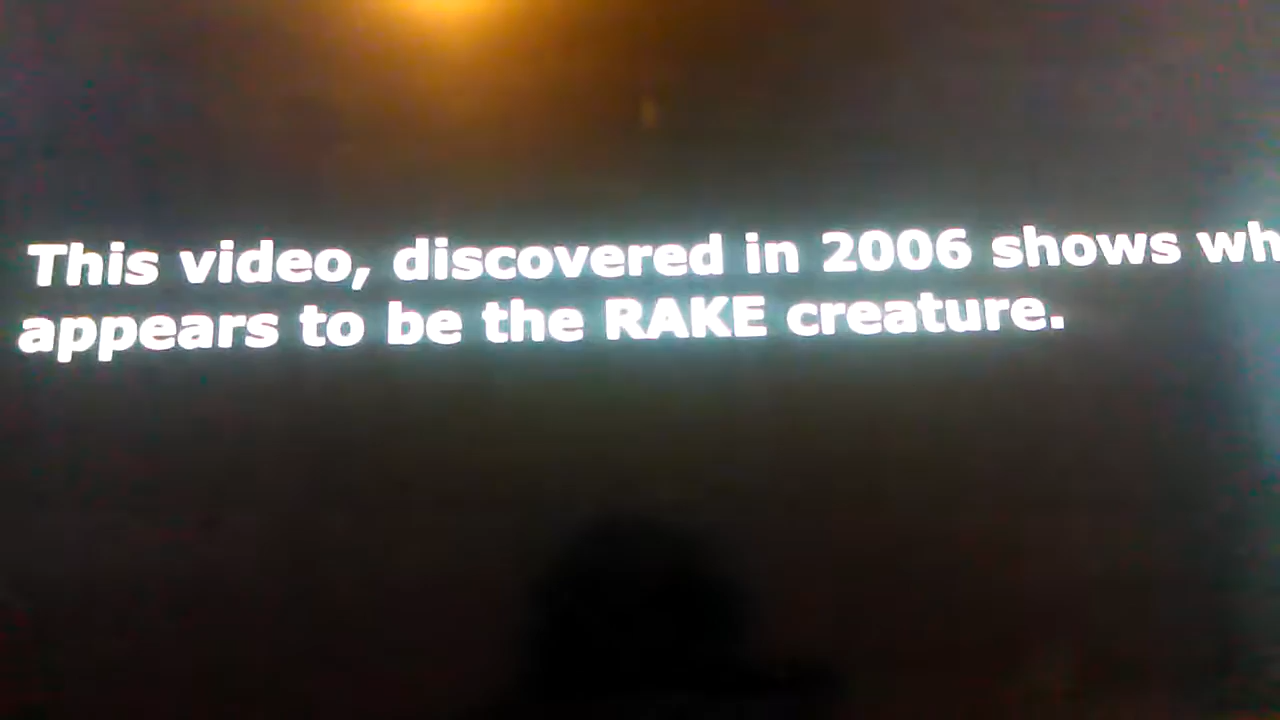 This video, discovered in 2006 shows
appears to be the RAKE creature.